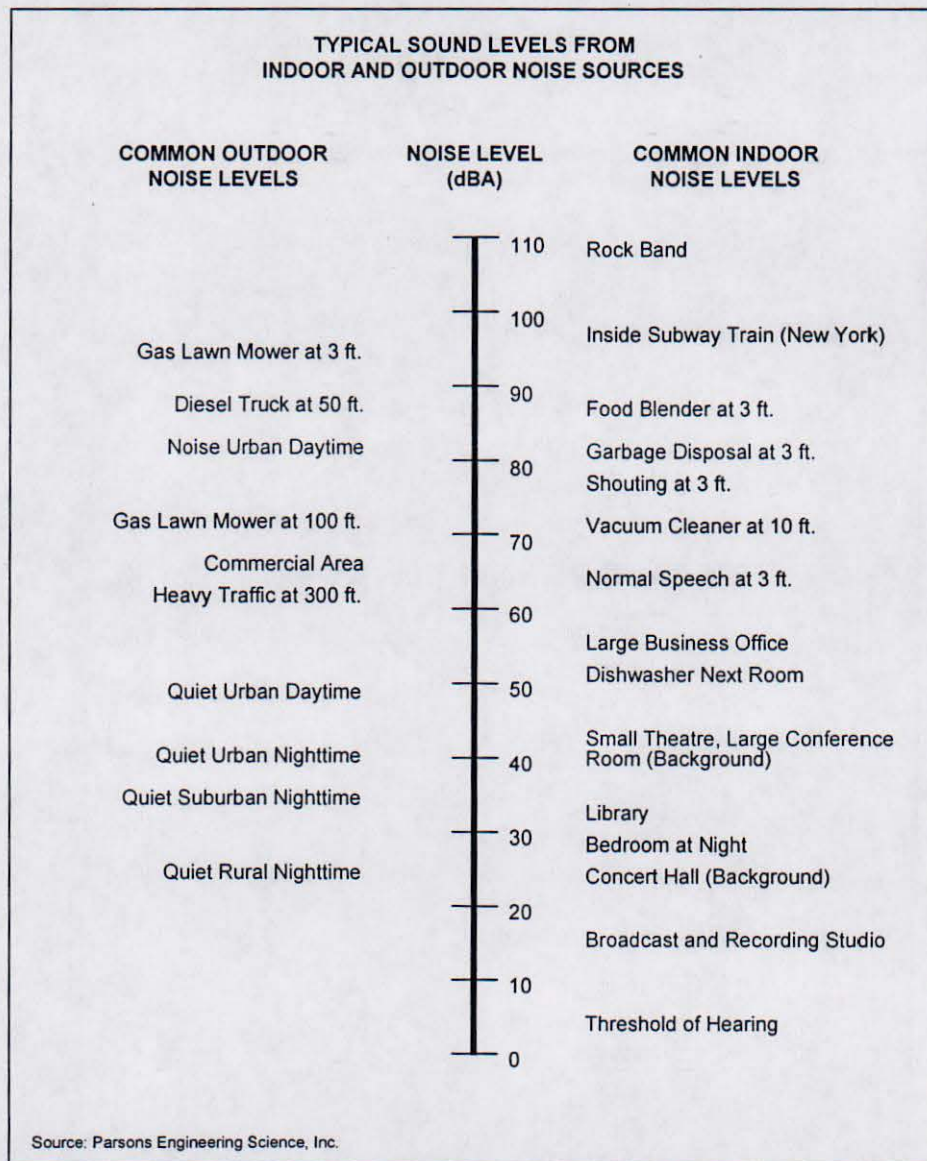 TYPICAL SOUND LEVELS FROM
INDOOR AND OUTDOOR NOISE SOURCES
COMMON OUTDOOR
NOISE LEVELS
NOISE LEVEL
(dBA)
COMMON INDOOR
NOISE LEVELS
110
Rock Band
100
Inside Subway Train (New York)
Gas Lawn Mower at 3 ft.
90
Diesel Truck at 50 ft.
Food Blender at 3 ft.
Noise Urban Daytime
Garbage Disposal at 3 ft.
80
Shouting at 3 ft.
Gas Lawn Mower at 100 ft.
Vacuum Cleaner at 10 ft.
70
Commercial Area
Normal Speech at 3 ft.
Heavy Traffic at 300 ft.
60
Large Business Office
Dishwasher Next Room
Quiet Urban Daytime
50
Small Theatre, Large Conference
Room (Background)
Quiet Urban Nighttime
40
Quiet Suburban Nighttime
Library
30
Bedroom at Night
Quiet Rural Nighttime
Concert Hall (Background)
20
Broadcast and Recording Studio
10
Threshold of Hearing
0
Source: Parsons Engineering Science, Inc.